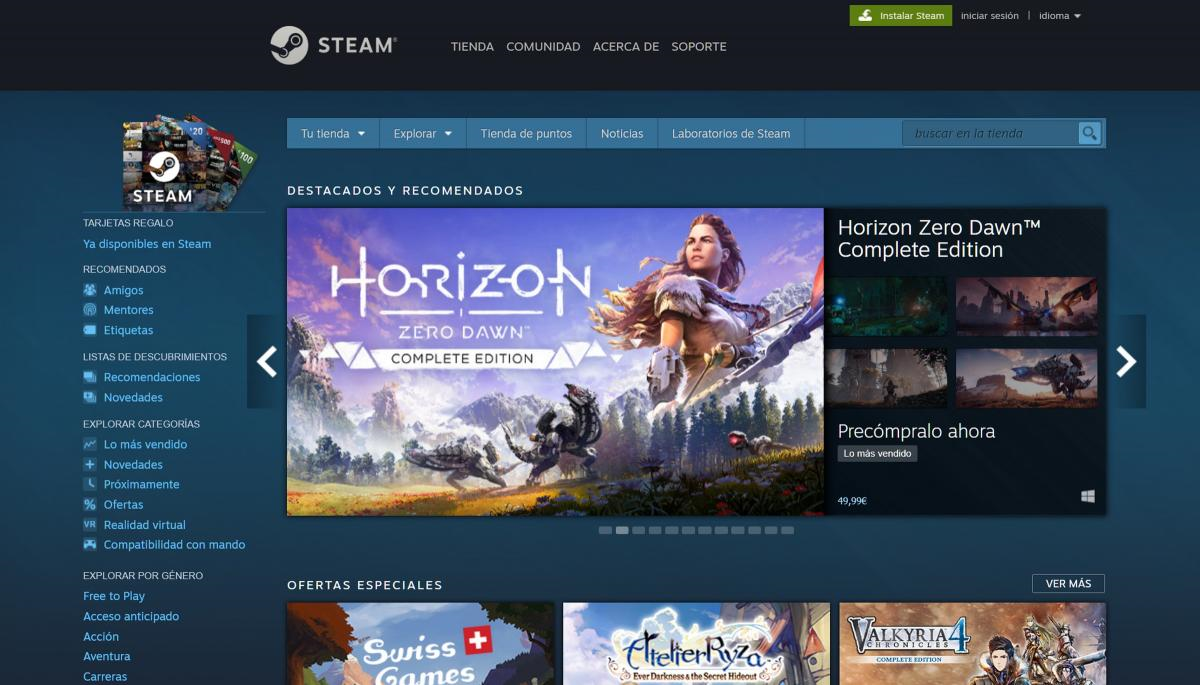 Instalar Steam
iniciar sesión | idioma
STEAM®
TIENDA COMUNIDAD ACERCA DE SOPORTE
$20
$100
STEAM
Tu tienda
Explorar
Tienda de puntos
Noticias
Laboratorios de Steam
buscar en la tienda
TARJETAS REGALO
Ya disponibles en Steam
RECOMENDADOS
Amigos
Mentores
Etiquetas
LISTAS DE DESCUBRIMIENTOS
Recomendaciones
Novedades
EXPLORAR CATEGORÍAS
Lo más vendido
Novedades
Próximamente
Ofertas
VR Realidad virtual
Compatibilidad con mando
EXPLORAR POR GÉNERO
Free to Play
Acceso anticipado
Acción
Aventura
Carreras
DESTACADOS Y RECOMENDADOS
HORIZON
ZERO DAWN™
COMPLETE EDITION
Horizon Zero Dawn™
Complete Edition
Precómpralo ahora
Lo más vendido
49,99€
OFERTAS ESPECIALES
VER MÁS
Swiss
Games
Atelier Ryza
Ever Darkness & the Secret Hideout
VALKYRIA
CHRONICLES 4
COMPLETE EDITION